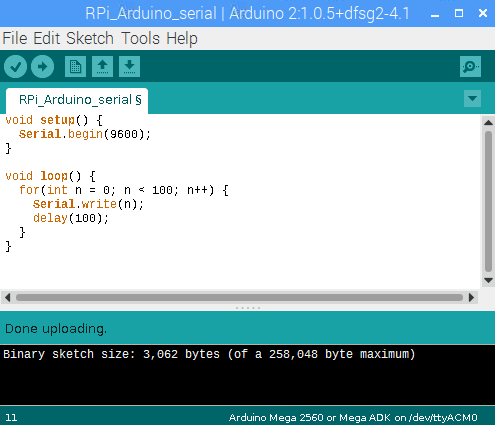 RPi_Arduino_serial | Arduino 2:1.0.5+dfsg2-4.1
File Edit Sketch Tools Help
RPi_Arduino_serial §
void setup() {
  Serial.begin(9600);
}
void loop() {
  for(int n = 0; n < 100; n++) {
    Serial.write(n);
    delay(100);
  }
}
Done uploading.
Binary sketch size: 3,062 bytes (of a 258,048 byte maximum)
11 Arduino Mega 2560 or Mega ADK on /dev/ttyACM0